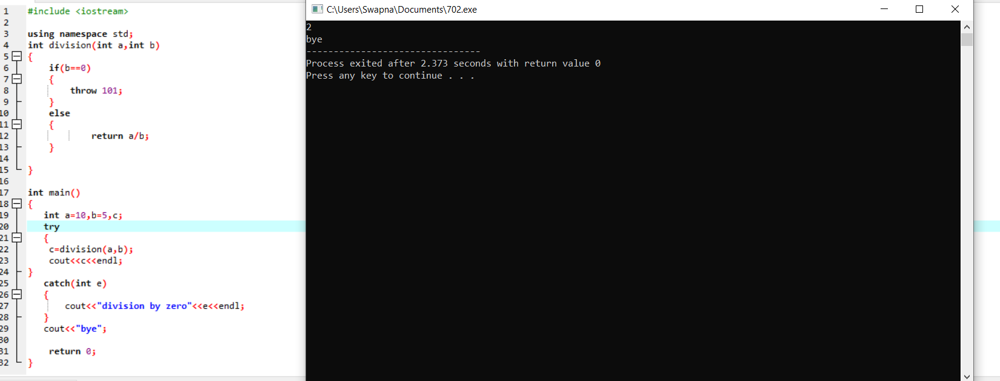 1 #include <iostream>
2
3 using namespace std;
4 int division(int a,int b)
5 {
6 if(b==0)
7 {
8 throw 101;
9 }
10 else
11 {
12 return a/b;
13 }
14
15 }
16
17 int main()
18 {
19 int a=10,b=5,c;
20 try
21 {
22 c=division(a,b);
23 cout<<c<<endl;
24 }
25 catch(int e)
26 {
27 cout<<"division by zero"<<e<<endl;
28 }
29 cout<<"bye";
30
31 return 0;
32 }
C:\Users\Swapna\Documents\702.exe
2
bye
--------------------------------
Process exited after 2.373 seconds with return value 0
Press any key to continue . . .